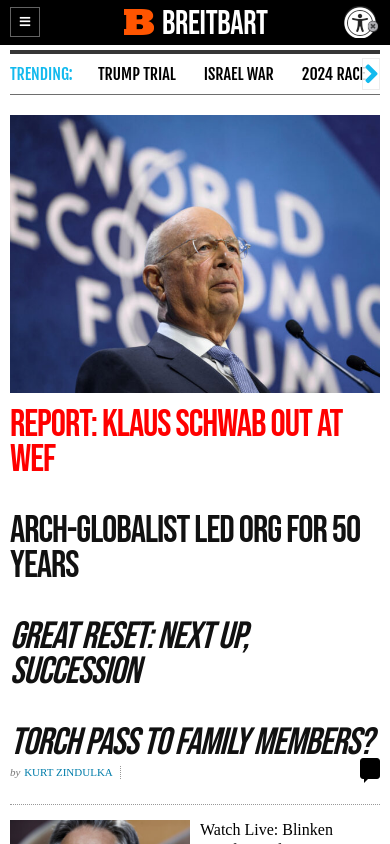 BREITBART
TRENDING:
TRUMP TRIAL
ISRAEL WAR
2024 RAC
WORLD
ECONOMIC
FORUM
REPORT: KLAUS SCHWAB OUT AT
WEF
ARCH-GLOBALIST LED ORG FOR 50
YEARS
GREAT RESET: NEXT UP,
SUCCESSION
TORCH PASS TO FAMILY MEMBERS?
by KURT ZINDULKA
Watch Live: Blinken